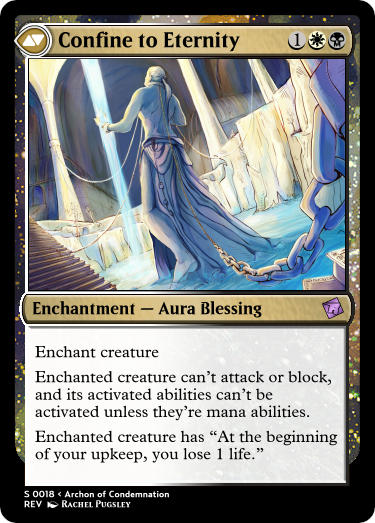 Confine to Eternity 1
Enchantment — Aura Blessing
Enchant creature
Enchanted creature can't attack or block,
and its activated abilities can't be
activated unless they're mana abilities.
Enchanted creature has “At the beginning
of your upkeep, you lose 1 life.”
S 0018 < Archon of Condemnation
REV Rachel Pugsley